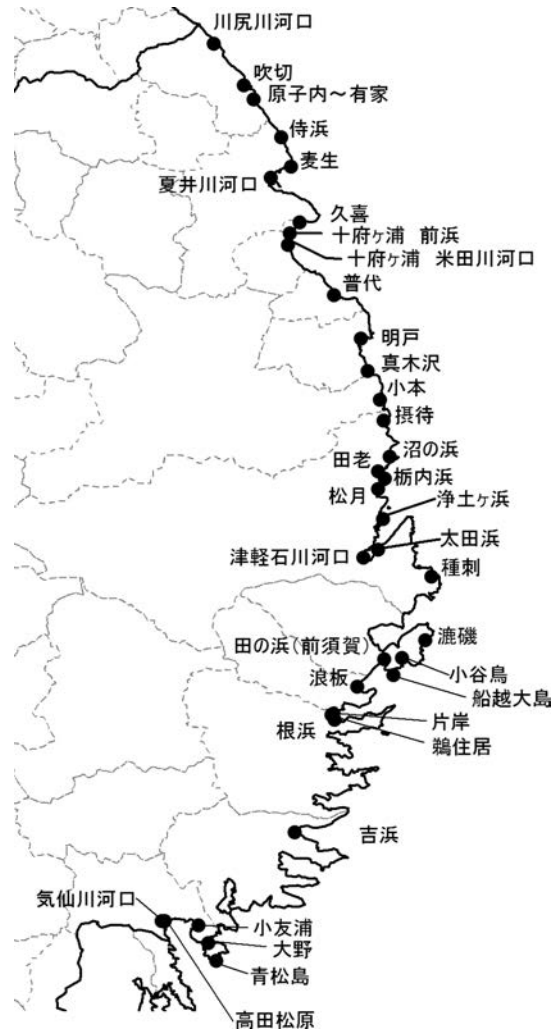 川尻川河口
吹切
原子内～有家
侍浜
麦生
夏井川河口
久喜
十府ヶ浦 前浜
十府ヶ浦 米田川河口
普代
明戸
真木沢
小本
摂待
沼の浜
田老
栃内浜
松月
浄土ヶ浜
太田浜
津軽石川河口
種刺
漉磯
田の浜(前須賀)
小谷鳥
浪板
船越大島
片岸
根浜
鵜住居
吉浜
気仙川河口
小友浦
大野
青松島
高田松原